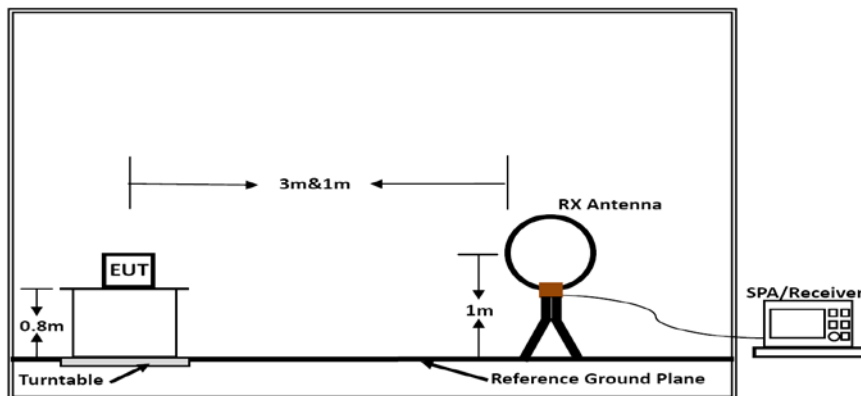 3m&1m
RX Antenna
EUT
SPA/Receiver
0.8m
1m
Turntable
Reference Ground Plane